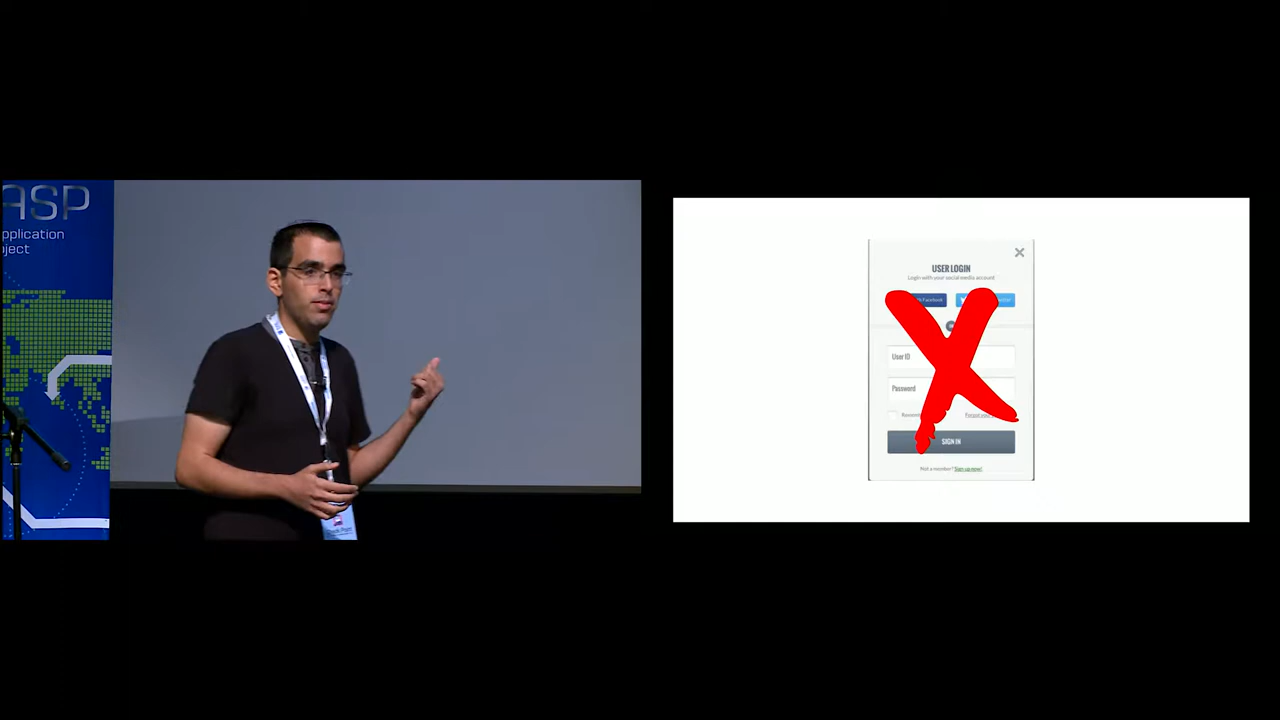 ASP
pplication
oject
USER LOGIN
Login with your social media account
Facebook
User ID
Password
SIGN IN
Not a member? Sign up now!